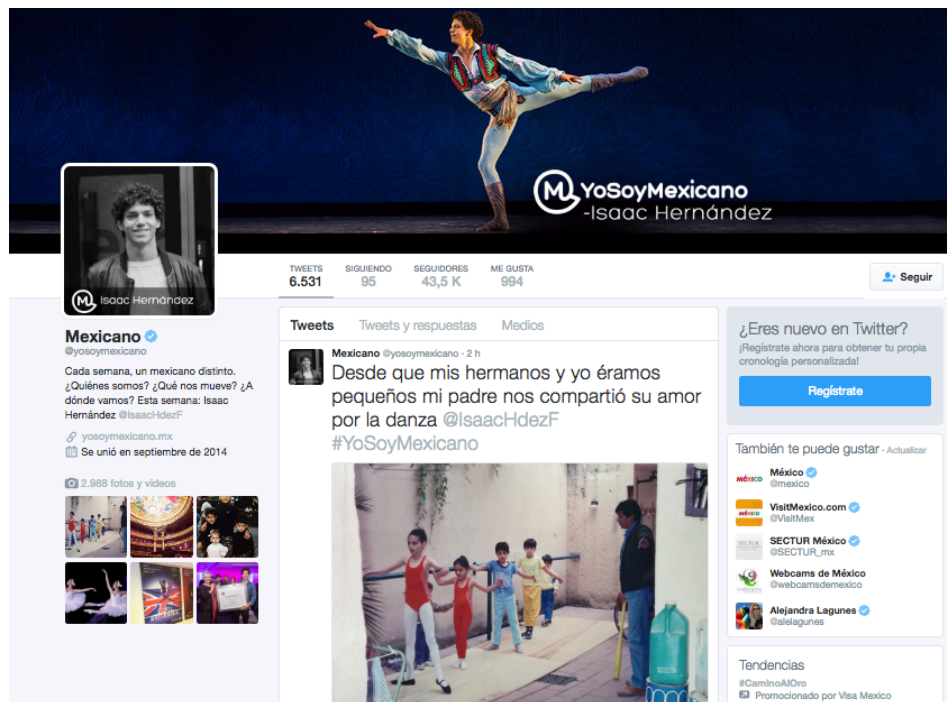 YoSoyMexicano
-Isaac Hernández
Isaac Hernández
TWEETS
6.531
SIGUIENDO
95
SEGUIDORES
43,5 K
ME GUSTA
994
Seguir
Mexicano
@yosoymexicano
Cada semana, un mexicano distinto.
¿Quiénes somos? ¿Qué nos mueve? ¿A
dónde vamos? Esta semana: Isaac
Hernández @IsaacHdezF
yosoymexicano.mx
Se unió en septiembre de 2014
2.988 fotos y videos
Tweets
Tweets y respuestas
Medios
Mexicano @yosoymexicano · 2 h
Desde que mis hermanos y yo éramos
pequeños mi padre nos compartió su amor
por la danza @IsaacHdezF
#YoSoyMexicano
¿Eres nuevo en Twitter?
¡Regístrate ahora para obtener tu propia
cronología personalizada!
Regístrate
También te puede gustar · Actualizar
México
@mexico
VisitMexico.com
@VisitMex
SECTUR México
@SECTUR_mx
Webcams de México
@webcamsdemexico
Alejandra Lagunes
@alelagunes
Tendencias
#CaminoAlOro
Promocionado por Visa Mexico